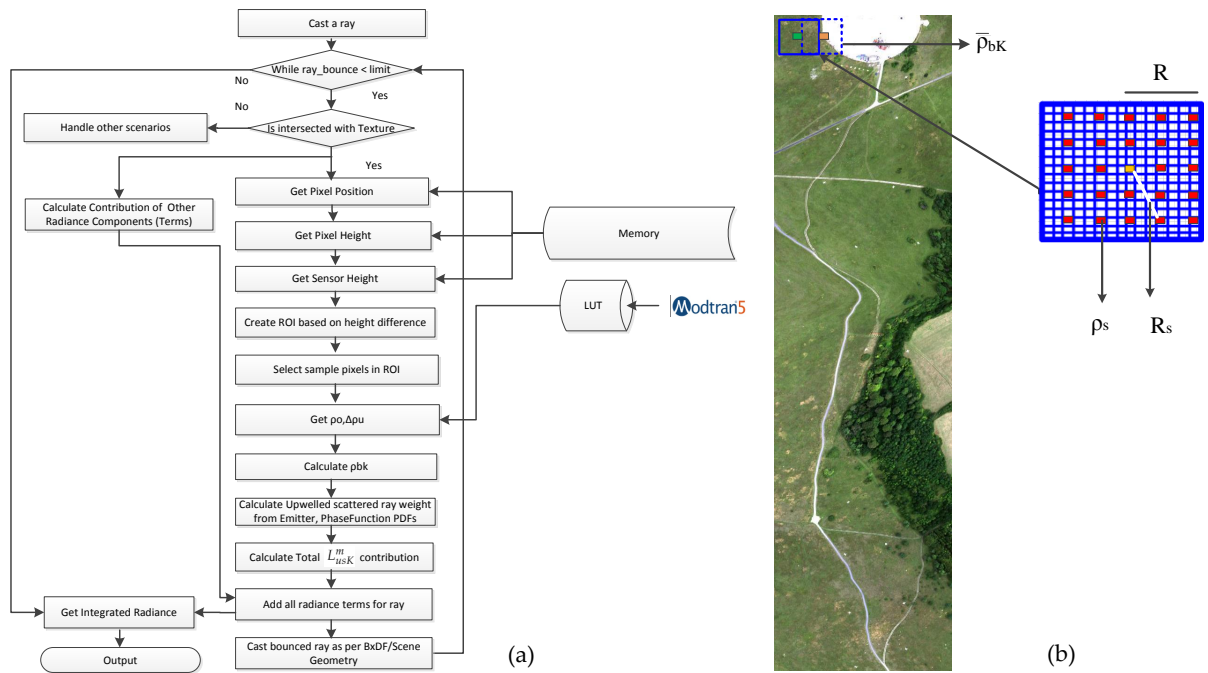 Cast a ray
While ray_bounce < limit
No
Yes
No
Is intersected with Texture
Handle other scenarios
Yes
Get Pixel Position
Calculate Contribution of Other
Radiance Components (Terms)
Get Pixel Height
Memory
Get Sensor Height
LUT
Modtran5
Create ROI based on height difference
Select sample pixels in ROI
Get ρo,Δρu
Calculate ρbk
Calculate Upwelled scattered ray weight
from Emitter, PhaseFunction PDFs
Calculate Total L^m_usK contribution
Add all radiance terms for ray
Get Integrated Radiance
Cast bounced ray as per BxDF/Scene
Geometry
Output
(a)
ρ̅bK
R
ρs
Rs
(b)